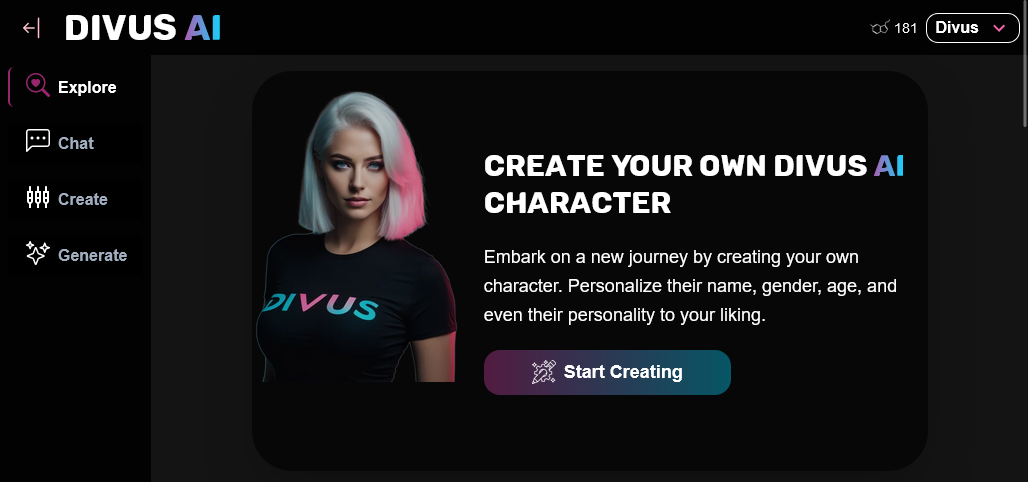 DIVUS AI
181
Divus
Explore
Chat
Create
Generate
DIVUS
CREATE YOUR OWN DIVUS AI
CHARACTER
Embark on a new journey by creating your own
character. Personalize their name, gender, age, and
even their personality to your liking.
Start Creating